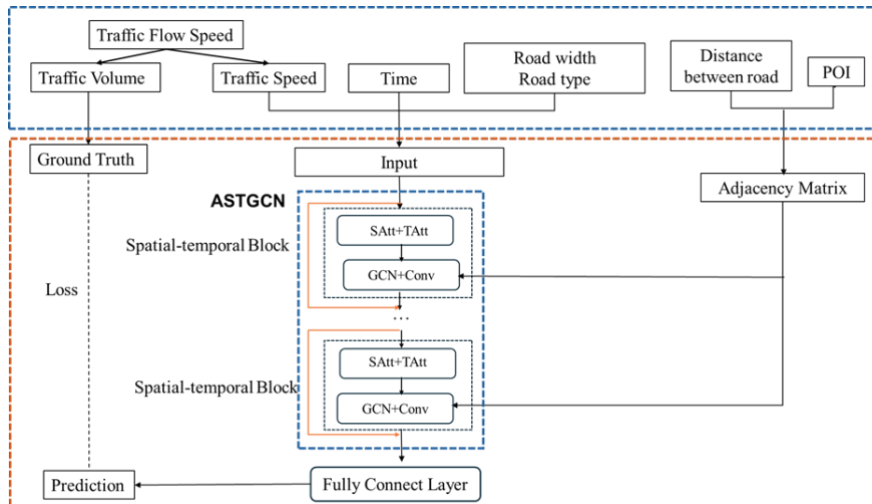 Traffic Flow Speed
Traffic Volume
Traffic Speed
Time
Road width
Road type
Distance
between road
POI
Ground Truth
Input
Adjacency Matrix
ASTGCN
Spatial-temporal Block
SAtt+TAtt
GCN+Conv
Loss
...
Spatial-temporal Block
SAtt+TAtt
GCN+Conv
Prediction
Fully Connect Layer